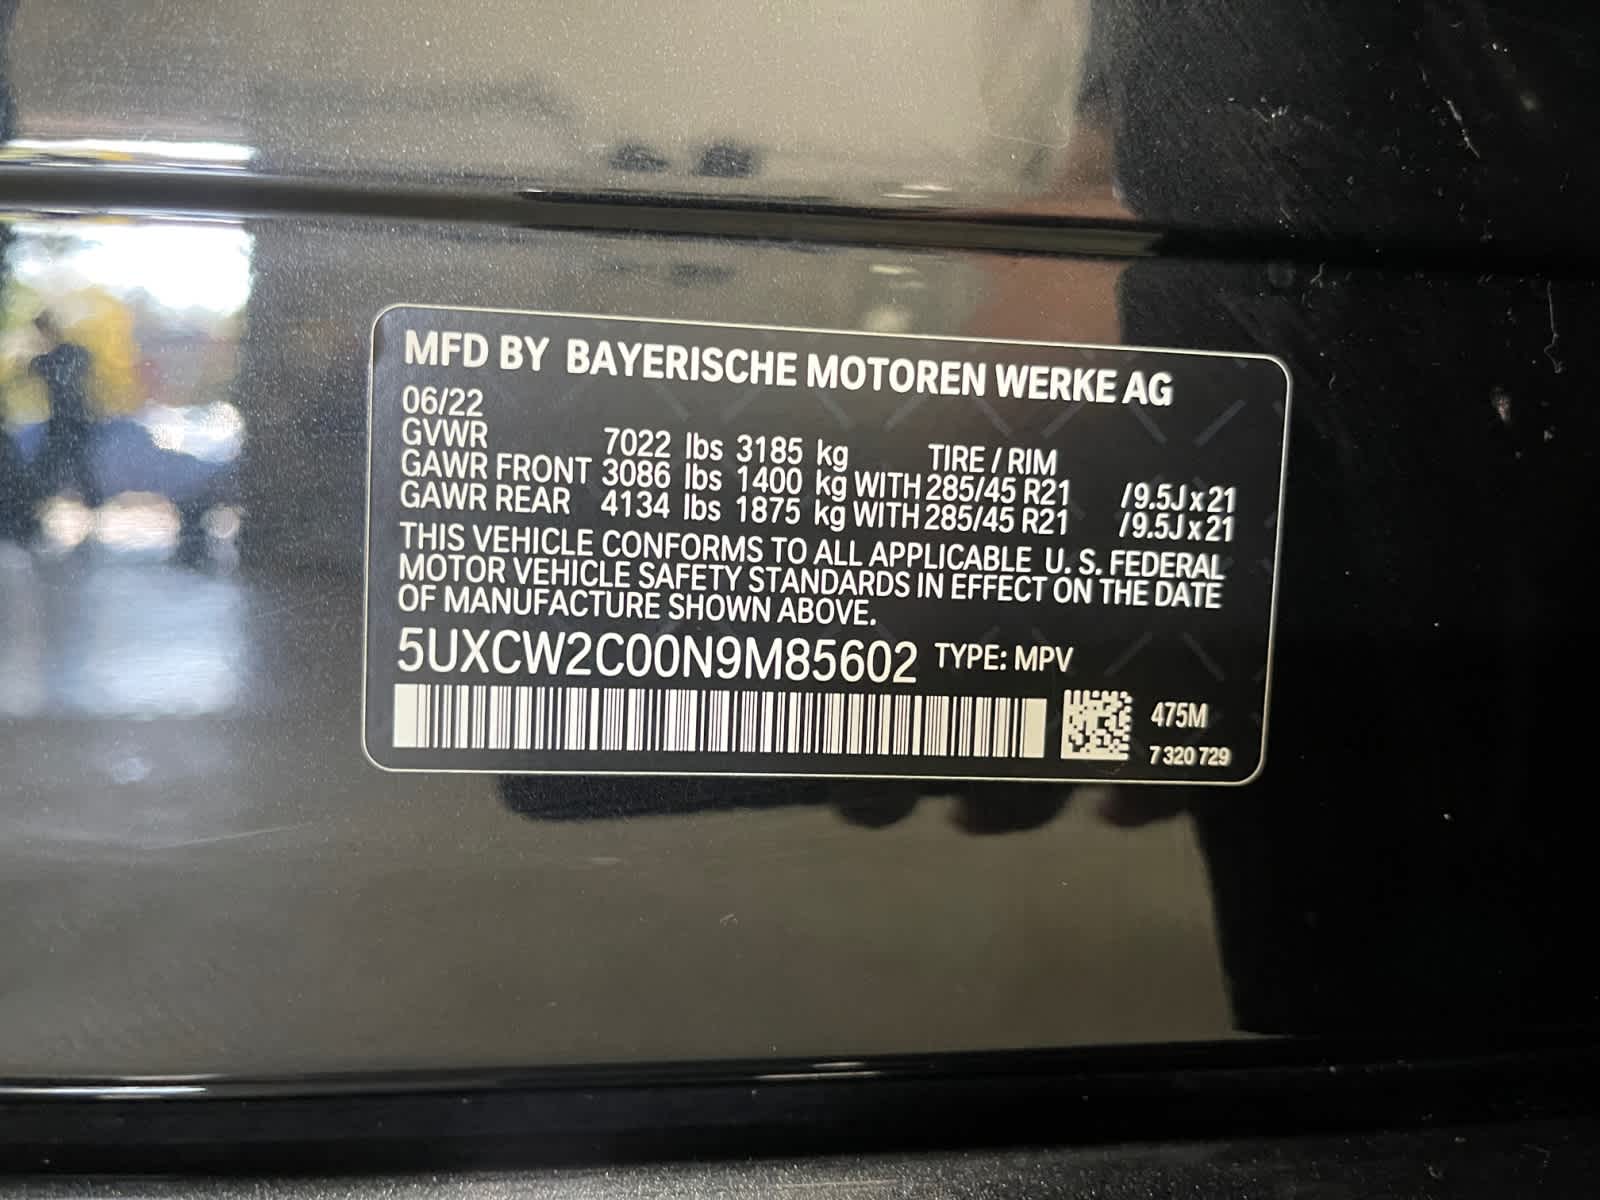 MFD BY BAYERISCHE MOTOREN WERKE AG
06/22
GVWR 7022 lbs 3185 kg TIRE / RIM
GAWR FRONT 3086 lbs 1400 kg WITH 285/45 R21 /9.5J x 21
GAWR REAR 4134 lbs 1875 kg WITH 285/45 R21 /9.5J x 21
THIS VEHICLE CONFORMS TO ALL APPLICABLE U. S. FEDERAL
MOTOR VEHICLE SAFETY STANDARDS IN EFFECT ON THE DATE
OF MANUFACTURE SHOWN ABOVE.
5UXCW2C00N9M85602 TYPE: MPV
475M
7 320 729